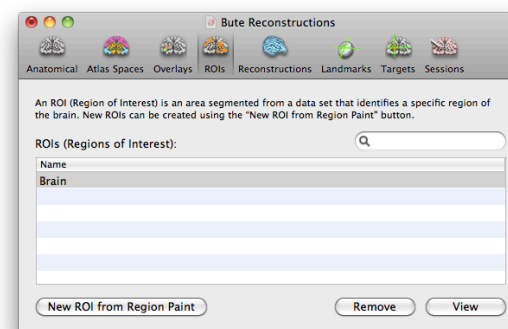 Bute Reconstructions
Anatomical Atlas Spaces Overlays ROIs Reconstructions Landmarks Targets Sessions
An ROI (Region of Interest) is an area segmented from a data set that identifies a specific region of
the brain. New ROIs can be created using the "New ROI from Region Paint" button.
ROIs (Regions of Interest):
Name
Brain
New ROI from Region Paint Remove View